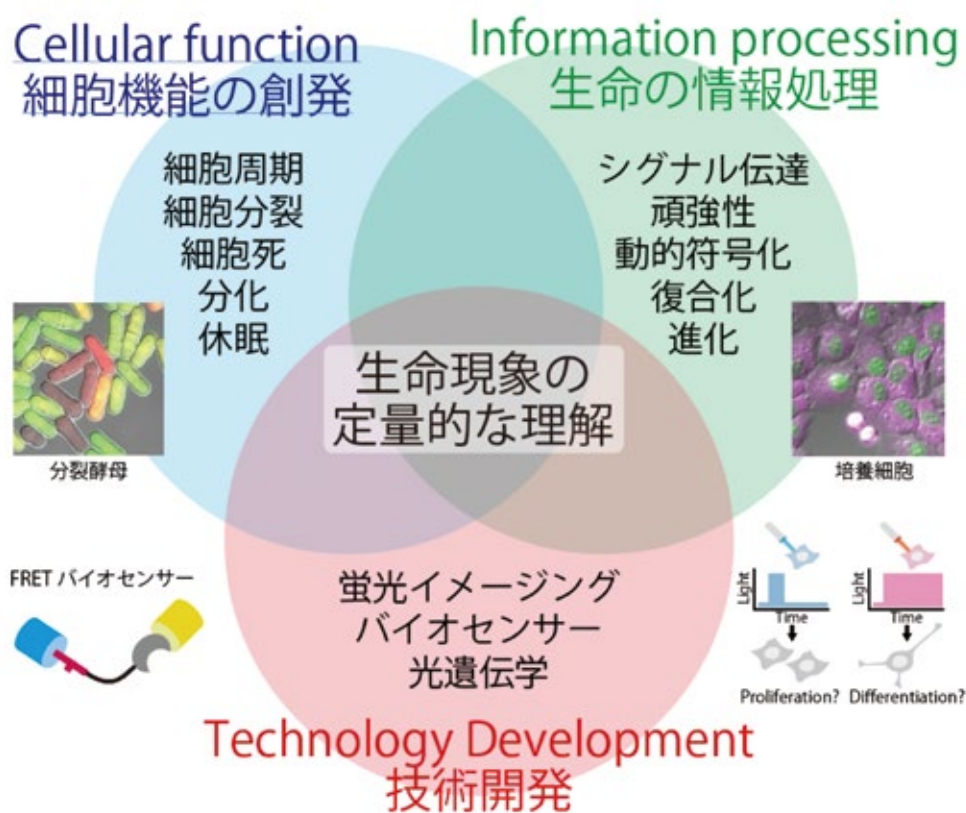 Cellular function
細胞機能の創発
Information processing
生命の情報処理
細胞周期
細胞分裂
細胞死
分化
休眠
シグナル伝達
頑強性
動的符号化
復合化
進化
生命現象の
定量的な理解
分裂酵母
培養細胞
FRET バイオセンサー
蛍光イメージング
バイオセンサー
光遺伝学
Light
Time
Light
Time
Proliferation?
Differentiation?
Technology Development
技術開発